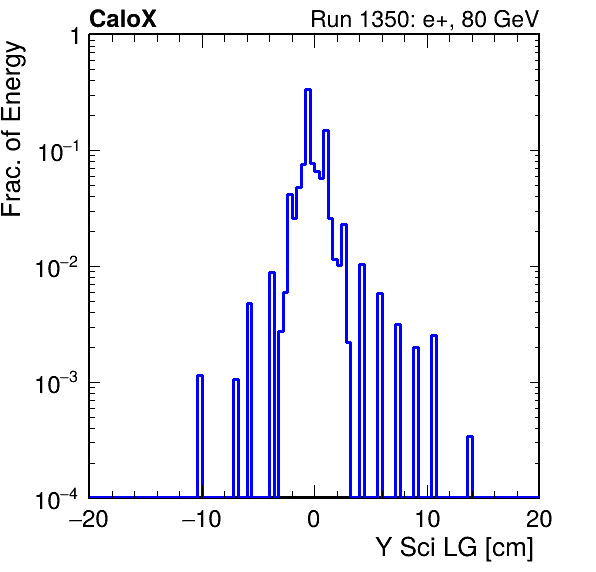 CaloX Run 1350: e+, 80 GeV
Frac. of Energy
1
10⁻¹
10⁻²
10⁻³
10⁻⁴
−20 −10 0 10 20
Y Sci LG [cm]